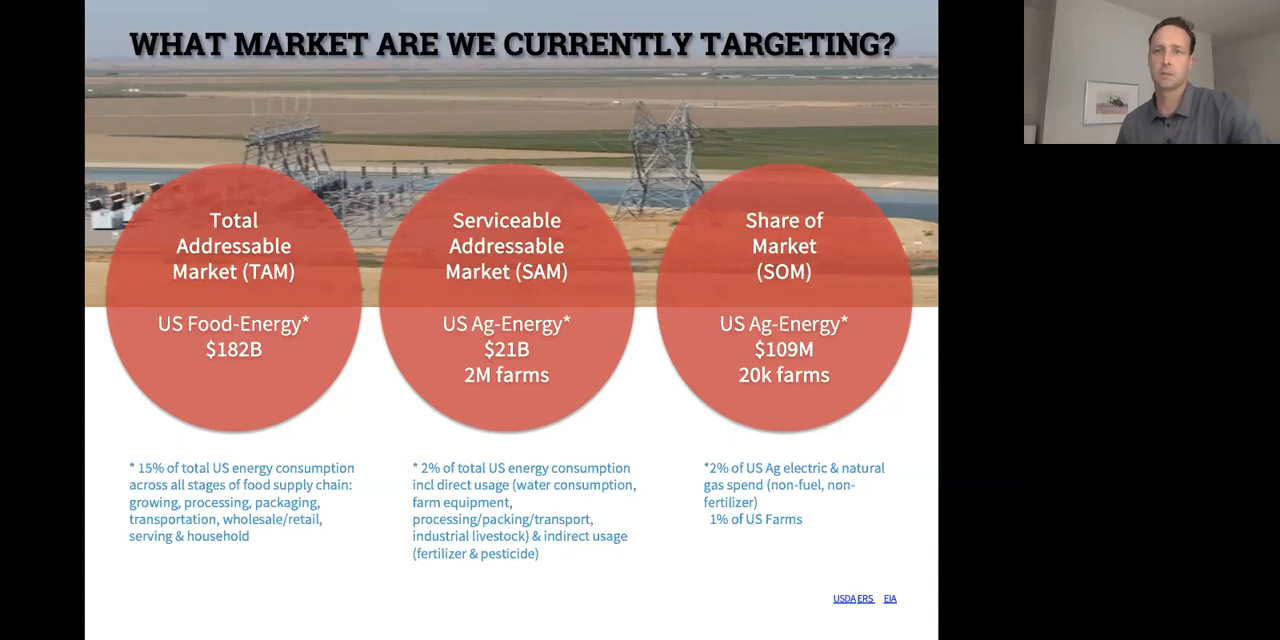 WHAT MARKET ARE WE CURRENTLY TARGETING?
Total
Addressable
Market (TAM)
US Food-Energy*
$182B
Serviceable
Addressable
Market (SAM)
US Ag-Energy*
$21B
2M farms
Share of
Market
(SOM)
US Ag-Energy*
$109M
20k farms
* 15% of total US energy consumption
across all stages of food supply chain:
growing, processing, packaging,
transportation, wholesale/retail,
serving & household
* 2% of total US energy consumption
incl direct usage (water consumption,
farm equipment,
processing/packing/transport,
industrial livestock) & indirect usage
(fertilizer & pesticide)
*2% of US Ag electric & natural
gas spend (non-fuel, non-
fertilizer)
1% of US Farms
USDA ERS EIA